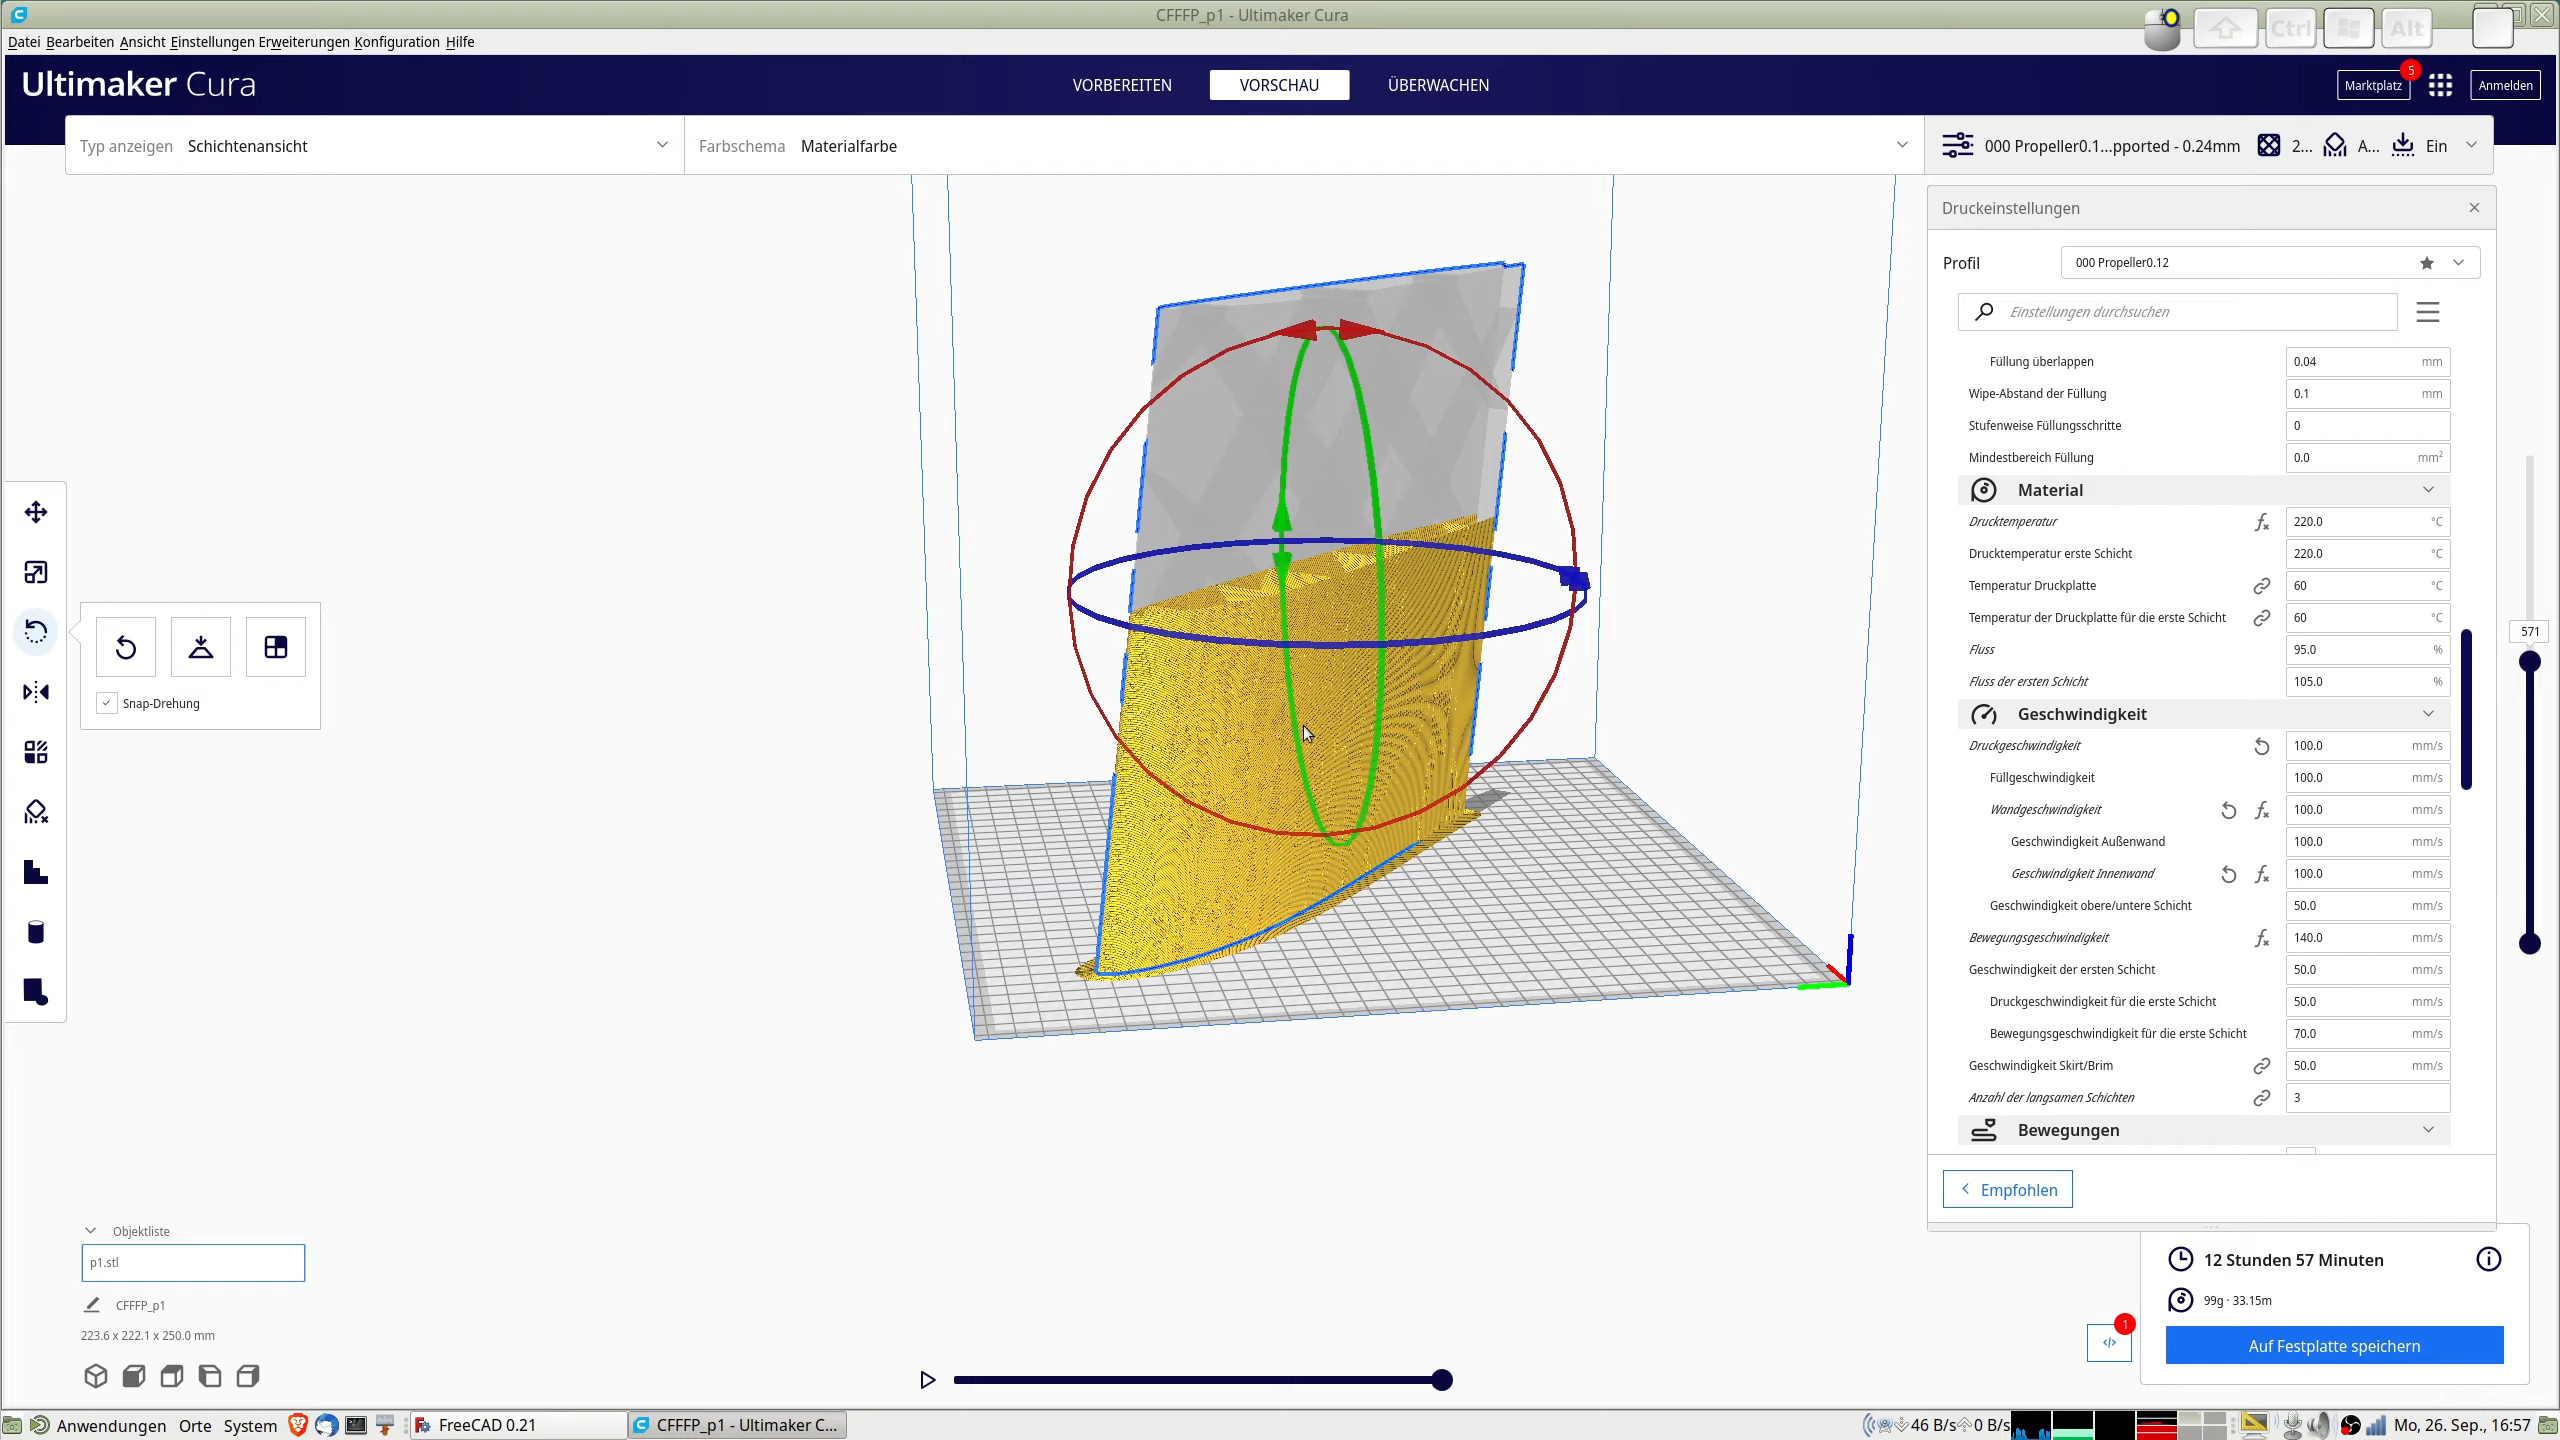 CFFFP_p1 - Ultimaker Cura
Ctrl
Alt
Datei Bearbeiten Ansicht Einstellungen Erweiterungen Konfiguration Hilfe
Ultimaker Cura
VORBEREITEN
VORSCHAU
ÜBERWACHEN
Marktplatz
5
Anmelden
Typ anzeigen Schichtenansicht
Farbschema Materialfarbe
000 Propeller0.1...pported - 0.24mm
2...
A...
Ein
Druckeinstellungen
Profil
000 Propeller0.12
Einstellungen durchsuchen
Füllung überlappen 0.04 mm
Wipe-Abstand der Füllung 0.1 mm
Stufenweise Füllungsschritte 0
Mindestbereich Füllung 0.0 mm²
Material
Drucktemperatur 220.0 °C
Drucktemperatur erste Schicht 220.0 °C
Temperatur Druckplatte 60 °C
Temperatur der Druckplatte für die erste Schicht 60 °C
Fluss 95.0 %
Fluss der ersten Schicht 105.0 %
Geschwindigkeit
Druckgeschwindigkeit 100.0 mm/s
Füllgeschwindigkeit 100.0 mm/s
Wandgeschwindigkeit 100.0 mm/s
Geschwindigkeit Außenwand 100.0 mm/s
Geschwindigkeit Innenwand 100.0 mm/s
Geschwindigkeit obere/untere Schicht 50.0 mm/s
Bewegungsgeschwindigkeit 140.0 mm/s
Geschwindigkeit der ersten Schicht 50.0 mm/s
Druckgeschwindigkeit für die erste Schicht 50.0 mm/s
Bewegungsgeschwindigkeit für die erste Schicht 70.0 mm/s
Geschwindigkeit Skirt/Brim 50.0 mm/s
Anzahl der langsamen Schichten 3
Bewegungen
Empfohlen
571
Snap-Drehung
Objektliste
p1.stl
CFFFP_p1
223.6 x 222.1 x 250.0 mm
12 Stunden 57 Minuten
99g · 33.15m
1
Auf Festplatte speichern
Anwendungen Orte System
FreeCAD 0.21
CFFFP_p1 - Ultimaker C...
46 B/s
0 B/s
Mo, 26. Sep., 16:57